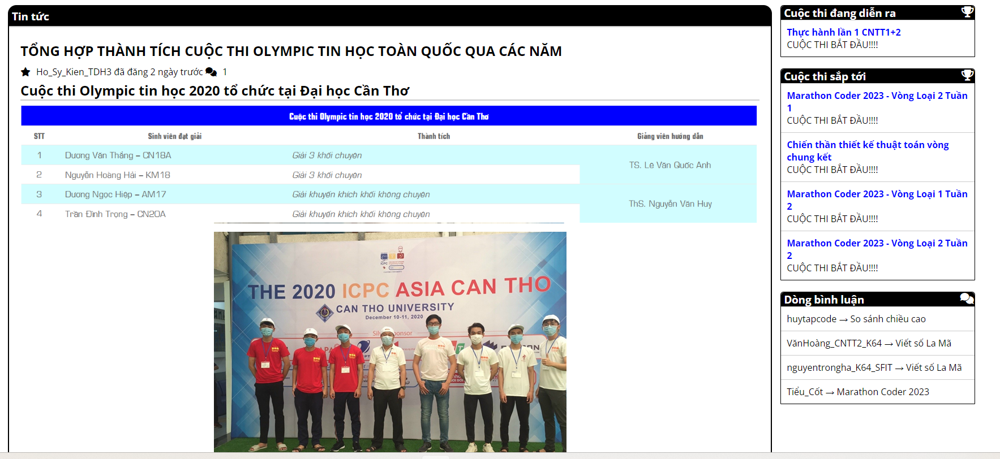 Tin tức
TỔNG HỢP THÀNH TÍCH CUỘC THI OLYMPIC TIN HỌC TOÀN QUỐC QUA CÁC NĂM
Ho_Sy_Kien_TDH3 đã đăng 2 ngày trước 1
Cuộc thi Olympic tin học 2020 tổ chức tại Đại học Cần Thơ
Cuộc thi Olympic tin học 2020 tổ chức tại Đại học Cần Thơ
STT Sinh viên đạt giải Thành tích Giảng viên hướng dẫn
1 Dương Văn Thắng – CN18A Giải 3 khối chuyên
TS. Lê Văn Quốc Anh
2 Nguyễn Hoàng Hải – KM18 Giải 3 khối chuyên
3 Dương Ngọc Hiệp – AM17 Giải khuyến khích khối không chuyên
ThS. Nguyễn Văn Huy
4 Trần Đình Trọng – CN20A Giải khuyến khích khối không chuyên
ICPC
THE 2020 ICPC ASIA CAN THO
CAN THO UNIVERSITY
December 10-11, 2020
Cuộc thi đang diễn ra
Thực hành lần 1 CNTT1+2
CUỘC THI BẮT ĐẦU!!!!
Cuộc thi sắp tới
Marathon Coder 2023 - Vòng Loại 2 Tuần
1
CUỘC THI BẮT ĐẦU!!!!
Chiến thần thiết kế thuật toán vòng
chung kết
CUỘC THI BẮT ĐẦU!!!!
Marathon Coder 2023 - Vòng Loại 1 Tuần
2
CUỘC THI BẮT ĐẦU!!!!
Marathon Coder 2023 - Vòng Loại 2 Tuần
2
CUỘC THI BẮT ĐẦU!!!!
Dòng bình luận
huytapcode → So sánh chiều cao
VănHoàng_CNTT2_K64 → Viết số La Mã
nguyentrongha_K64_SFIT → Viết số La Mã
Tiểu_Cốt → Marathon Coder 2023